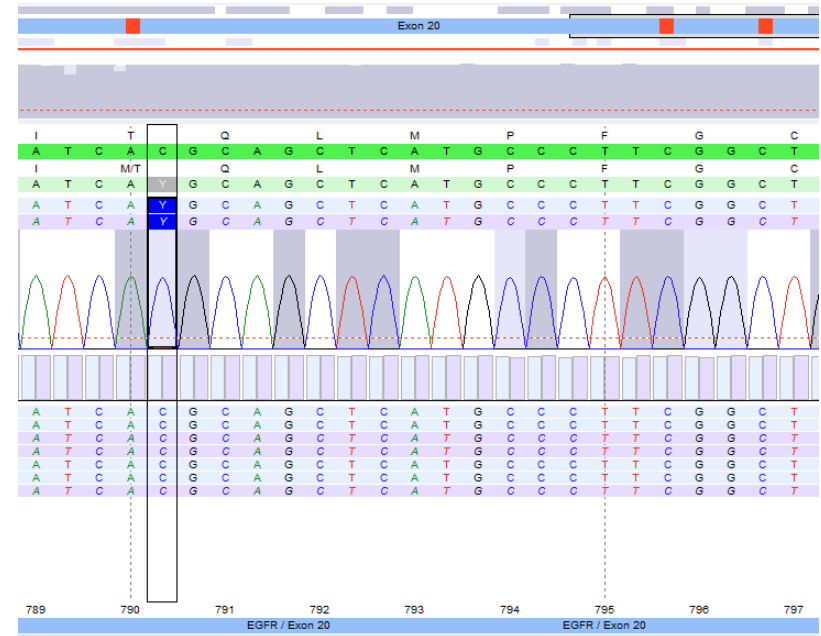 Exon 20
I T Q L M P F G C
A T C A C G C A G C T C A T G C C C T T C G G C T
I M/T Q L M P F G C
A T C A Y G C A G C T C A T G C C C T T C G G C T
A T C A Y G C A G C T C A T G C C C T T C G G C T
A T C A Y G C A G C T C A T G C C C T T C G G C T
A T C A C G C A G C T C A T G C C C T T C G G C T
A T C A C G C A G C T C A T G C C C T T C G G C T
A T C A C G C A G C T C A T G C C C T T C G G C T
A T C A C G C A G C T C A T G C C C T T C G G C T
A T C A C G C A G C T C A T G C C C T T C G G C T
A T C A C G C A G C T C A T G C C C T T C G G C T
A T C A C G C A G C T C A T G C C C T T C G G C T
789 790 791 792 793 794 795 796 797
EGFR / Exon 20 EGFR / Exon 20